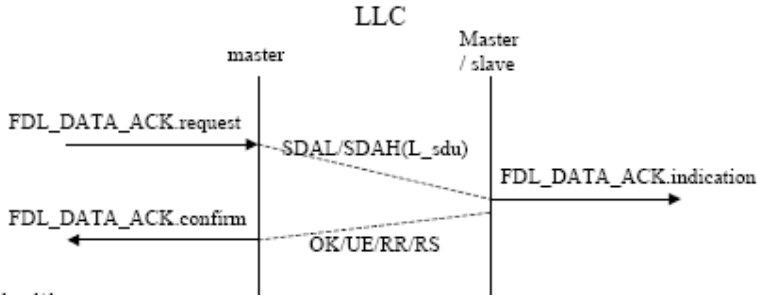 LLC
master
Master
/ slave
FDL_DATA_ACK.request
SDAL/SDAH(L_sdu)
FDL_DATA_ACK.indication
FDL_DATA_ACK.confirm
OK/UE/RR/RS